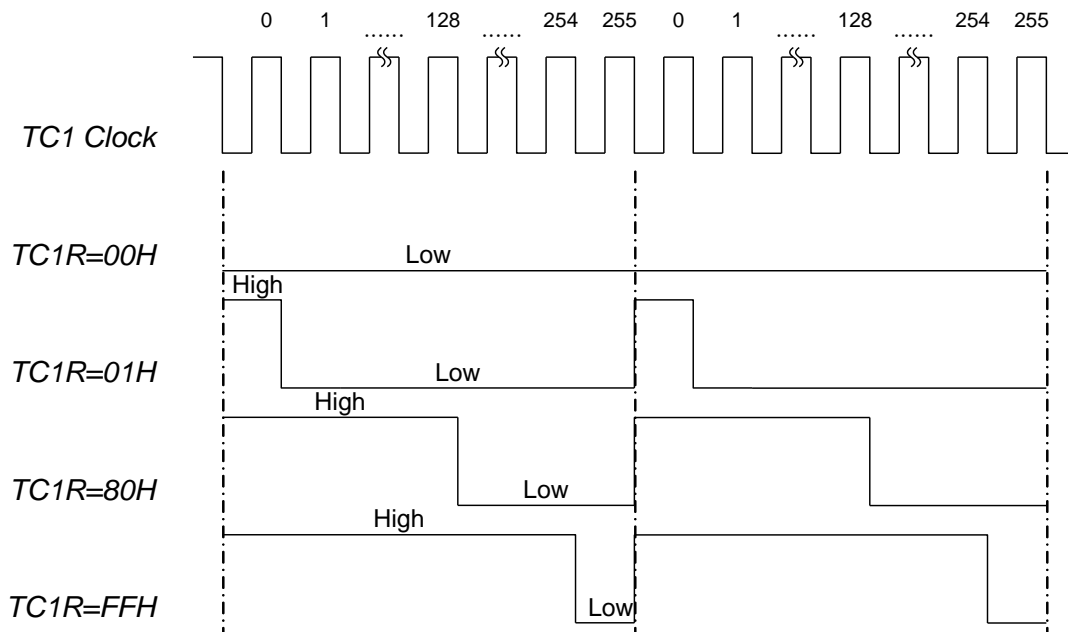 0 1 ...... 128 ...... 254 255 0 1 ...... 128 ...... 254 255
TC1 Clock
TC1R=00H
Low
High
TC1R=01H
Low
High
TC1R=80H
Low
High
TC1R=FFH
Low